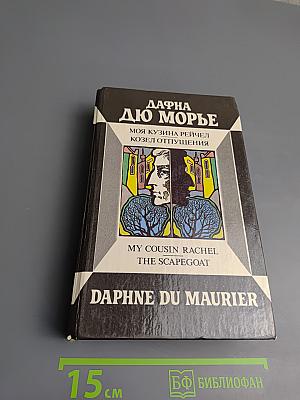 ДАФНА
ДЮ МОРЬЕ
МОЯ КУЗИНА РЕЙЧЕЛ
КОЗЕЛ ОТПУЩЕНИЯ
MY COUSIN RACHEL
THE SCAPEGOAT
DAPHNE DU MAURIER
15 см
БФ БИБЛИОФАН